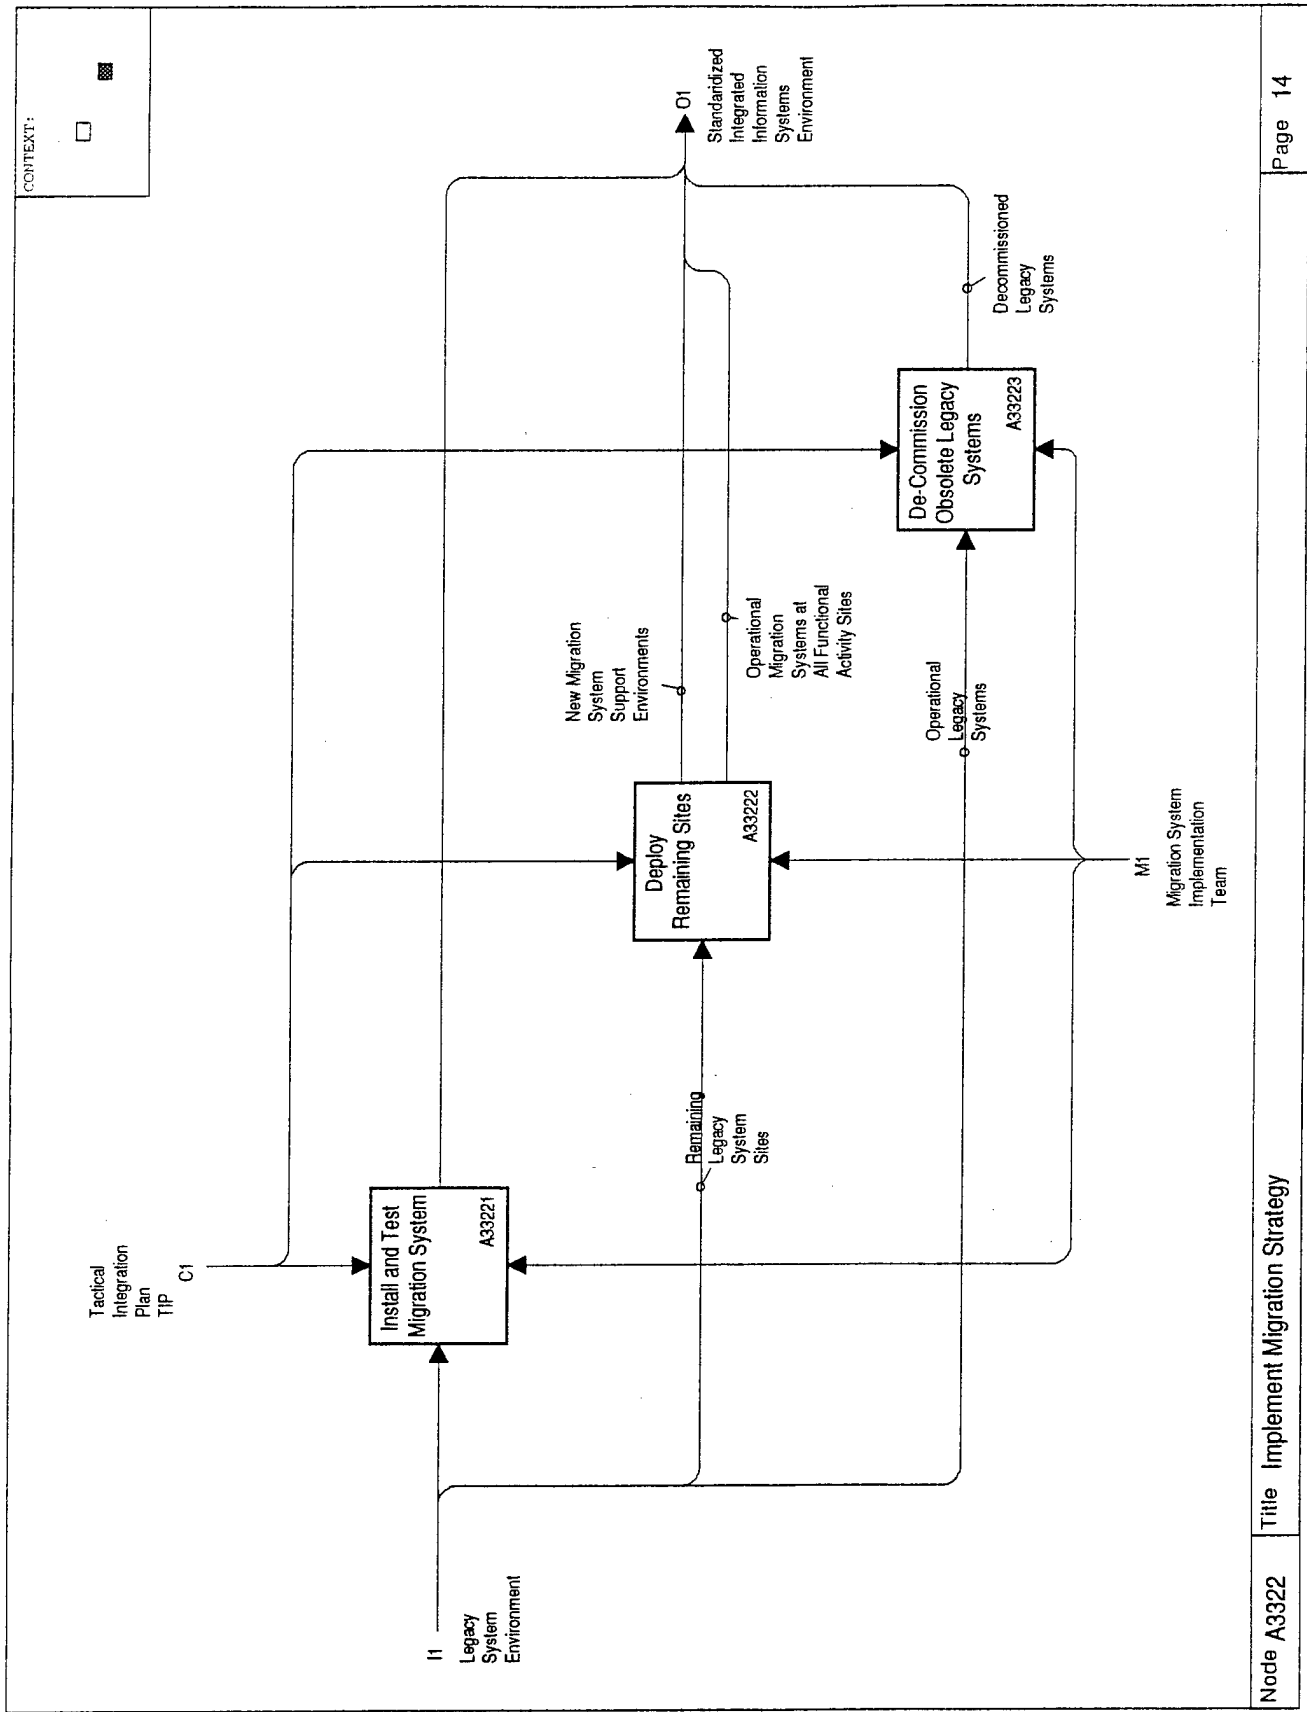 CONTEXT:
Tactical
Integration
Plan
TIP
C1
I1
Legacy
System
Environment
Install and Test
Migration System
A33221
Remaining
Legacy
System
Sites
Deploy
Remaining Sites
A33222
New Migration
System
Support
Environments
Operational
Migration
Systems at
All Functional
Activity Sites
Operational
Legacy
Systems
De-Commission
Obsolete Legacy
Systems
A33223
Decommissioned
Legacy
Systems
O1
Standaridized
Integrated
Information
Systems
Environment
M1
Migration System
Implementation
Team
Node A3322
Title Implement Migration Strategy
Page 14